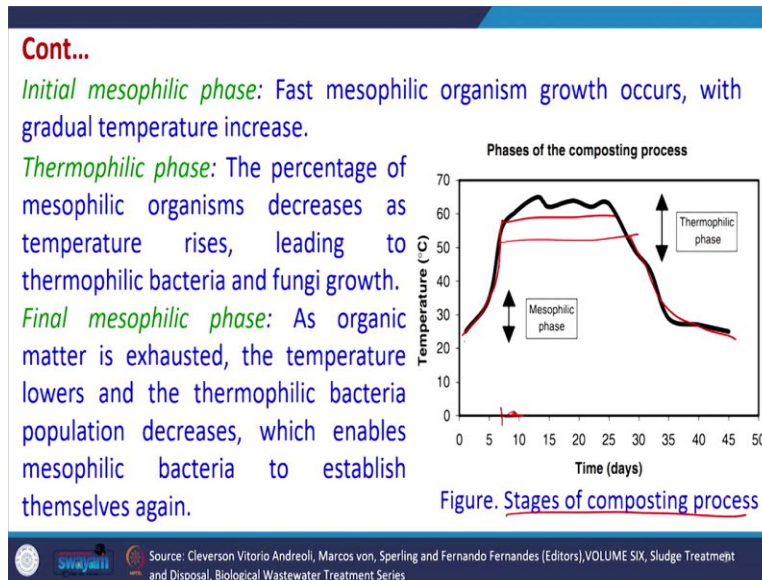 Cont...
Initial mesophilic phase: Fast mesophilic organism growth occurs, with
gradual temperature increase.
Thermophilic phase: The percentage of
mesophilic organisms decreases as
temperature rises, leading to
thermophilic bacteria and fungi growth.
Final mesophilic phase: As organic
matter is exhausted, the temperature
lowers and the thermophilic bacteria
population decreases, which enables
mesophilic bacteria to establish
themselves again.
Phases of the composting process
Temperature (°C)
70
60
50
40
30
20
10
0
Thermophilic
phase
Mesophilic
phase
0 5 10 15 20 25 30 35 40 45 50
Time (days)
Figure. Stages of composting process
swayam
Source: Cleverson Vitorio Andreoli, Marcos von, Sperling and Fernando Fernandes (Editors),VOLUME SIX, Sludge Treatment
and Disposal, Biological Wastewater Treatment Series